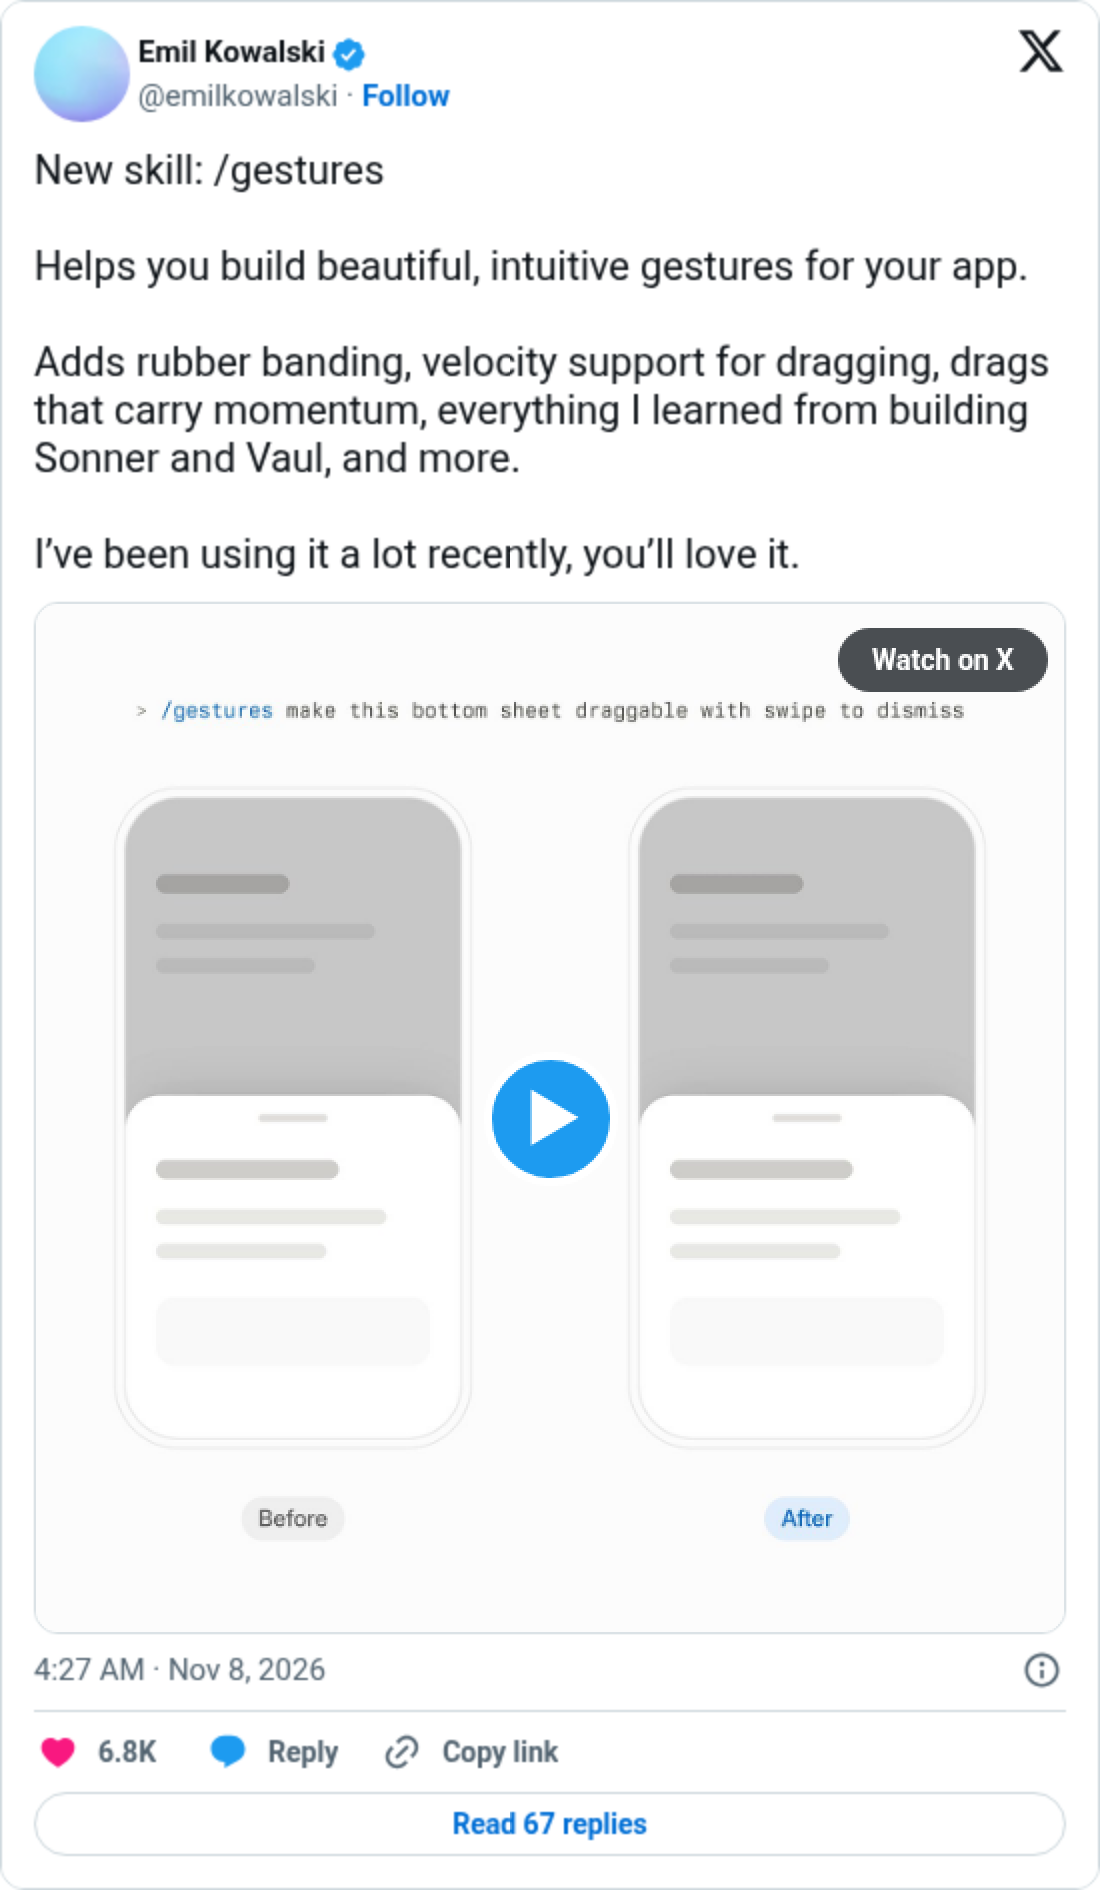 Emil Kowalski
@emilkowalski · Follow
New skill: /gestures
Helps you build beautiful, intuitive gestures for your app.
Adds rubber banding, velocity support for dragging, drags
that carry momentum, everything I learned from building
Sonner and Vaul, and more.
I’ve been using it a lot recently, you’ll love it.
Watch on X
> /gestures make this bottom sheet draggable with swipe to dismiss
Before
After
4:27 AM · Nov 8, 2026
6.8K Reply Copy link
Read 67 replies